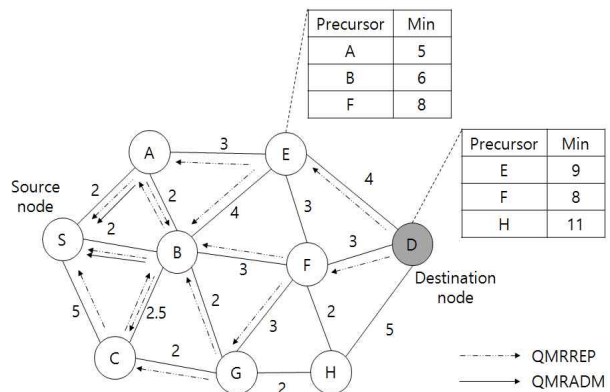 Precursor Min
A 5
B 6
F 8
Precursor Min
E 9
F 8
H 11
A
3
E
Source
node
2
2
4
4
S
2
B
3
3
D
3
F
Destination
node
5
2.5
2
3
2
5
C
2
G
2
H
QMRREP
QMRADM